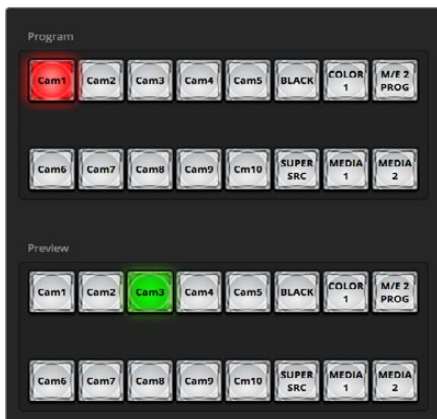 Program
Cam1 Cam2 Cam3 Cam4 Cam5 BLACK COLOR 1 M/E 2 PROG
Cam6 Cam7 Cam8 Cam9 Cm10 SUPER SRC MEDIA 1 MEDIA 2
Preview
Cam1 Cam2 Cam3 Cam4 Cam5 BLACK COLOR 1 M/E 2 PROG
Cam6 Cam7 Cam8 Cam9 Cm10 SUPER SRC MEDIA 1 MEDIA 2